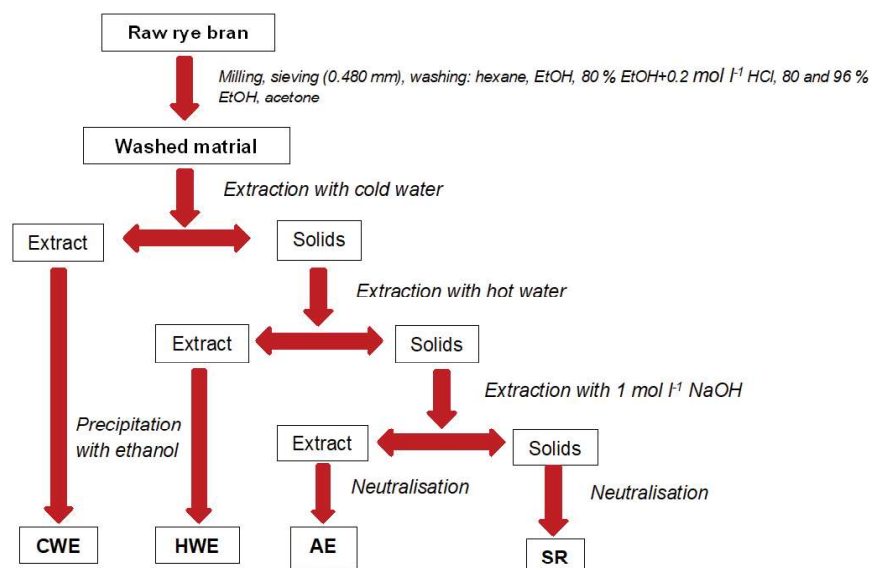 Raw rye bran
Milling, sieving (0.480 mm), washing: hexane, EtOH, 80 % EtOH+0.2 mol l⁻¹ HCl, 80 and 96 %
EtOH, acetone
Washed matrial
Extraction with cold water
Extract
Solids
Extraction with hot water
Extract
Solids
Extraction with 1 mol l⁻¹ NaOH
Precipitation
with ethanol
Extract
Solids
Neutralisation
Neutralisation
CWE
HWE
AE
SR